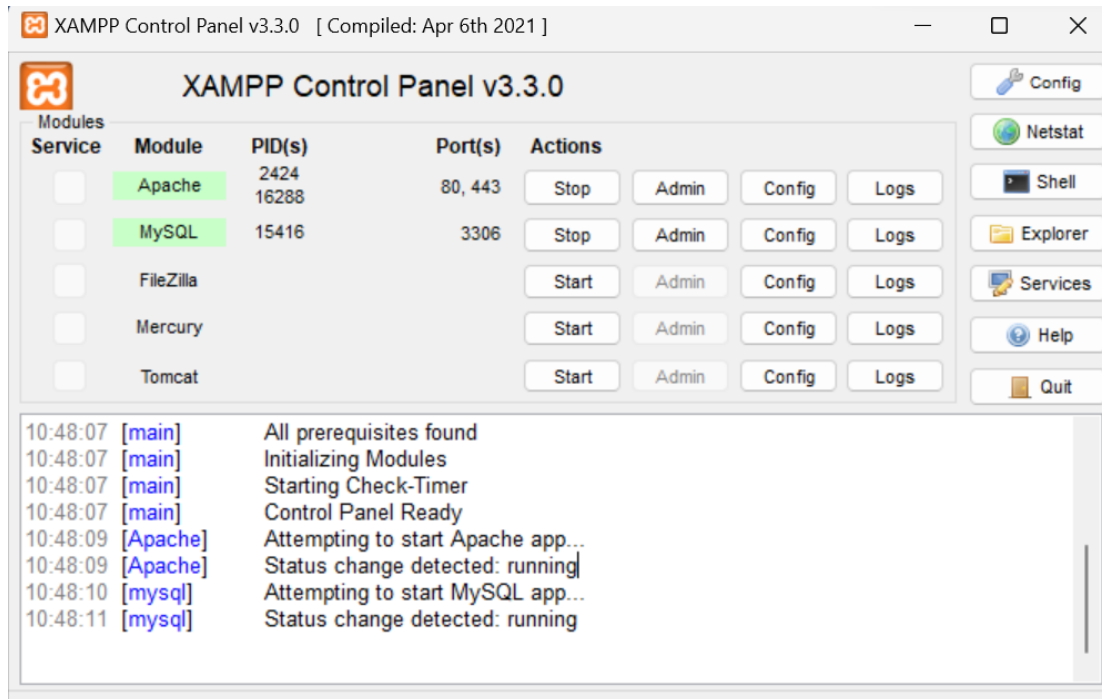 XAMPP Control Panel v3.3.0 [ Compiled: Apr 6th 2021 ]
XAMPP Control Panel v3.3.0
Config
Modules
Netstat
Service Module PID(s) Port(s) Actions
Apache 2424 16288 80, 443 Stop Admin Config Logs
Shell
MySQL 15416 3306 Stop Admin Config Logs
Explorer
FileZilla Start Admin Config Logs
Services
Mercury Start Admin Config Logs
Help
Tomcat Start Admin Config Logs
Quit
10:48:07 [main] All prerequisites found
10:48:07 [main] Initializing Modules
10:48:07 [main] Starting Check-Timer
10:48:07 [main] Control Panel Ready
10:48:09 [Apache] Attempting to start Apache app...
10:48:09 [Apache] Status change detected: running
10:48:10 [mysql] Attempting to start MySQL app...
10:48:11 [mysql] Status change detected: running